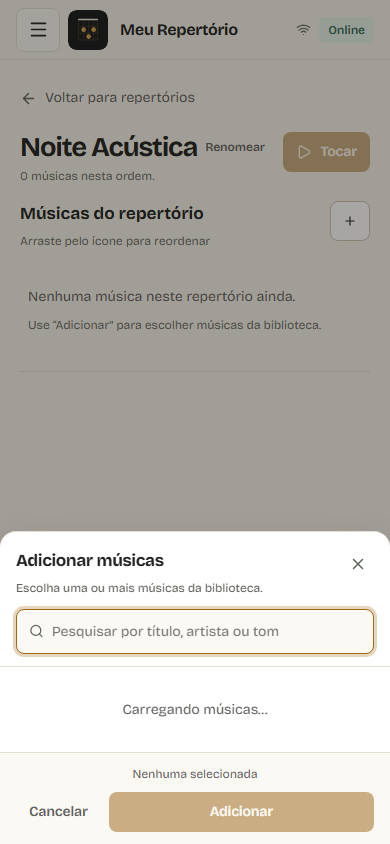 Meu Repertório
Online
Voltar para repertórios
Noite Acústica
Renomear
Tocar
0 músicas nesta ordem.
Músicas do repertório
Arraste pelo ícone para reordenar
Nenhuma música neste repertório ainda.
Use “Adicionar” para escolher músicas da biblioteca.
Adicionar músicas
Escolha uma ou mais músicas da biblioteca.
Pesquisar por título, artista ou tom
Carregando músicas...
Nenhuma selecionada
Cancelar
Adicionar